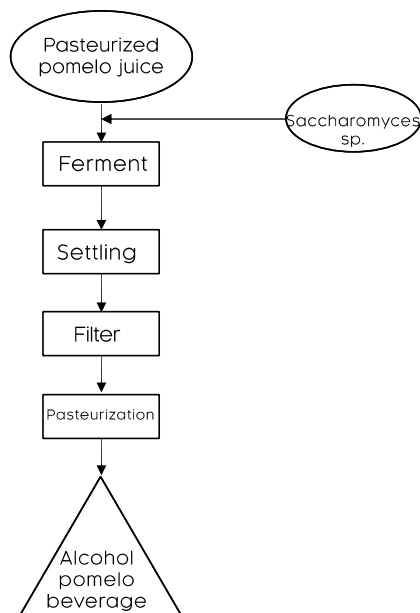 Pasteurized
pomelo juice
Saccharomyces
sp.
Ferment
Settling
Filter
Pasteurization
Alcohol
pomelo
beverage